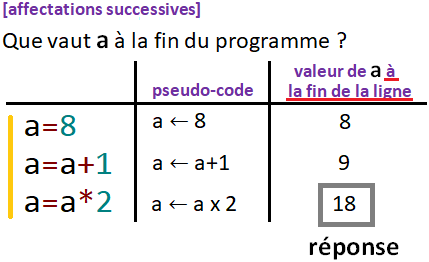 [affectations successives]
Que vaut a à la fin du programme ?
pseudo-code
valeur de a à
la fin de la ligne
a=8 a ← 8 8
a=a+1 a ← a+1 9
a=a*2 a ← a x 2 18
réponse